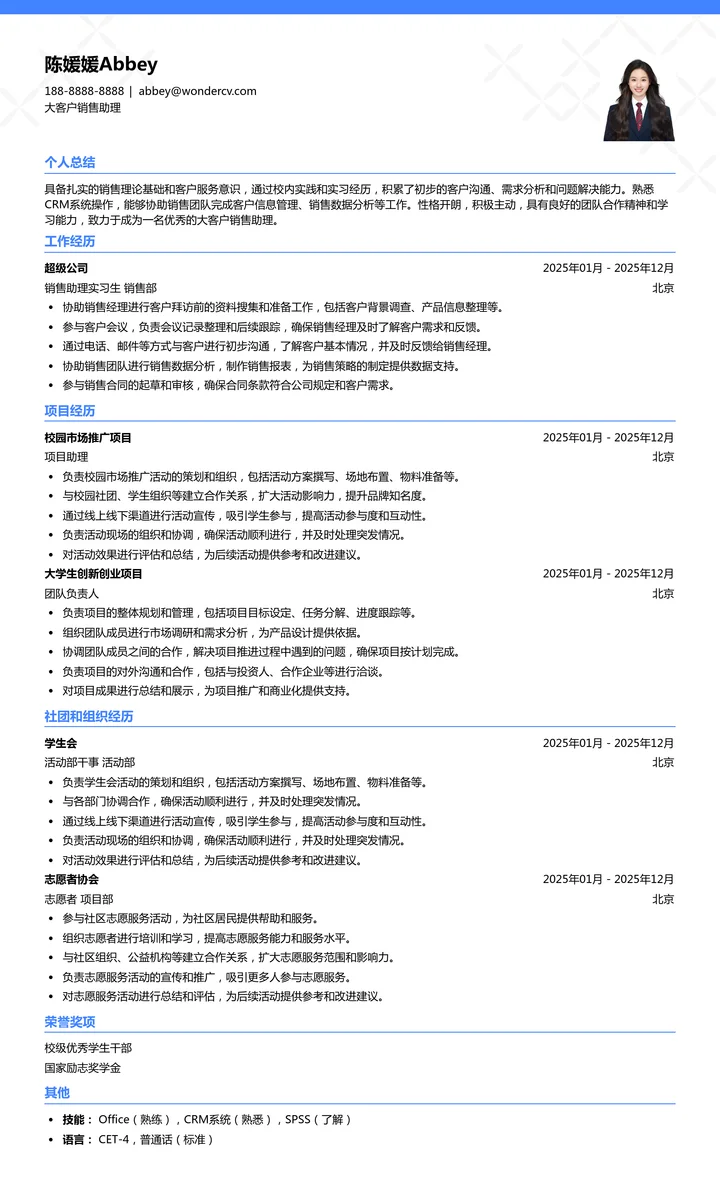 陈媛媛Abbey
188-8888-8888 | abbey@wondercv.com
大客户销售助理
个人总结
具备扎实的销售理论基础和客户服务意识，通过校内实践和实习经历，积累了初步的客户沟通、需求分析和问题解决能力。熟悉
CRM系统操作，能够协助销售团队完成客户信息管理、销售数据分析等工作。性格开朗，积极主动，具有良好的团队合作精神和学
习能力，致力于成为一名优秀的大客户销售助理。
工作经历
超级公司 2025年01月 - 2025年12月
销售助理实习生 销售部 北京
• 协助销售经理进行客户拜访前的资料搜集和准备工作，包括客户背景调查、产品信息整理等。
• 参与客户会议，负责会议记录整理和后续跟踪，确保销售经理及时了解客户需求和反馈。
• 通过电话、邮件等方式与客户进行初步沟通，了解客户基本情况，并及时反馈给销售经理。
• 协助销售团队进行销售数据分析，制作销售报表，为销售策略的制定提供数据支持。
• 参与销售合同的起草和审核，确保合同条款符合公司规定和客户需求。
项目经历
校园市场推广项目 2025年01月 - 2025年12月
项目助理 北京
• 负责校园市场推广活动的策划和组织，包括活动方案撰写、场地布置、物料准备等。
• 与校园社团、学生组织等建立合作关系，扩大活动影响力，提升品牌知名度。
• 通过线上线下渠道进行活动宣传，吸引学生参与，提高活动参与度和互动性。
• 负责活动现场的组织和协调，确保活动顺利进行，并及时处理突发情况。
• 对活动效果进行评估和总结，为后续活动提供参考和改进建议。
大学生创新创业项目 2025年01月 - 2025年12月
团队负责人 北京
• 负责项目的整体规划和管理，包括项目目标设定、任务分解、进度跟踪等。
• 组织团队成员进行市场调研和需求分析，为产品设计提供依据。
• 协调团队成员之间的合作，解决项目推进过程中遇到的问题，确保项目按计划完成。
• 负责项目的对外沟通和合作，包括与投资人、合作企业等进行洽谈。
• 对项目成果进行总结和展示，为项目推广和商业化提供支持。
社团和组织经历
学生会 2025年01月 - 2025年12月
活动部干事 活动部 北京
• 负责学生会活动的策划和组织，包括活动方案撰写、场地布置、物料准备等。
• 与各部门协调合作，确保活动顺利进行，并及时处理突发情况。
• 通过线上线下渠道进行活动宣传，吸引学生参与，提高活动参与度和互动性。
• 负责活动现场的组织和协调，确保活动顺利进行，并及时处理突发情况。
• 对活动效果进行评估和总结，为后续活动提供参考和改进建议。
志愿者协会 2025年01月 - 2025年12月
志愿者 项目部 北京
• 参与社区志愿服务活动，为社区居民提供帮助和服务。
• 组织志愿者进行培训和学习，提高志愿服务能力和服务水平。
• 与社区组织、公益机构等建立合作关系，扩大志愿服务范围和影响力。
• 负责志愿服务活动的宣传和推广，吸引更多人参与志愿服务。
• 对志愿服务活动进行总结和评估，为后续活动提供参考和改进建议。
荣誉奖项
校级优秀学生干部
国家励志奖学金
其他
• 技能： Office（熟练），CRM系统（熟悉），SPSS（了解）
• 语言： CET-4，普通话（标准）